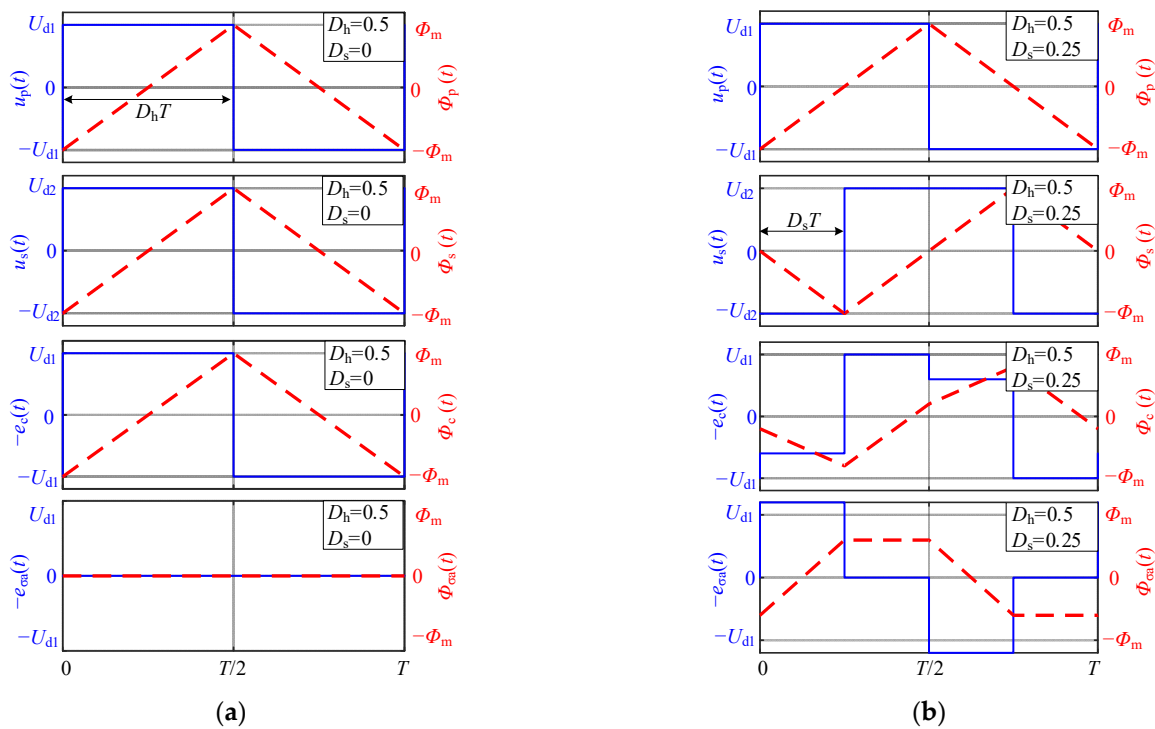 U_d1
0
−U_d1
u_p(t)
D_hT
D_h=0.5
D_s=0
Φ_m
0
−Φ_m
Φ_p(t)
U_d2
0
−U_d2
u_s(t)
D_h=0.5
D_s=0
Φ_m
0
−Φ_m
Φ_s(t)
U_d1
0
−U_d1
−e_c(t)
D_h=0.5
D_s=0
Φ_m
0
−Φ_m
Φ_c(t)
U_d1
0
−U_d1
−e_σa(t)
D_h=0.5
D_s=0
Φ_m
0
−Φ_m
Φ_σa(t)
0
T/2
T
(a)
U_d1
0
−U_d1
u_p(t)
D_h=0.5
D_s=0.25
Φ_m
0
−Φ_m
Φ_p(t)
U_d2
0
−U_d2
u_s(t)
D_sT
D_h=0.5
D_s=0.25
Φ_m
0
−Φ_m
Φ_s(t)
U_d1
0
−U_d1
−e_c(t)
D_h=0.5
D_s=0.25
Φ_m
0
−Φ_m
Φ_c(t)
U_d1
0
−U_d1
−e_σa(t)
D_h=0.5
D_s=0.25
Φ_m
0
−Φ_m
Φ_σa(t)
0
T/2
T
(b)